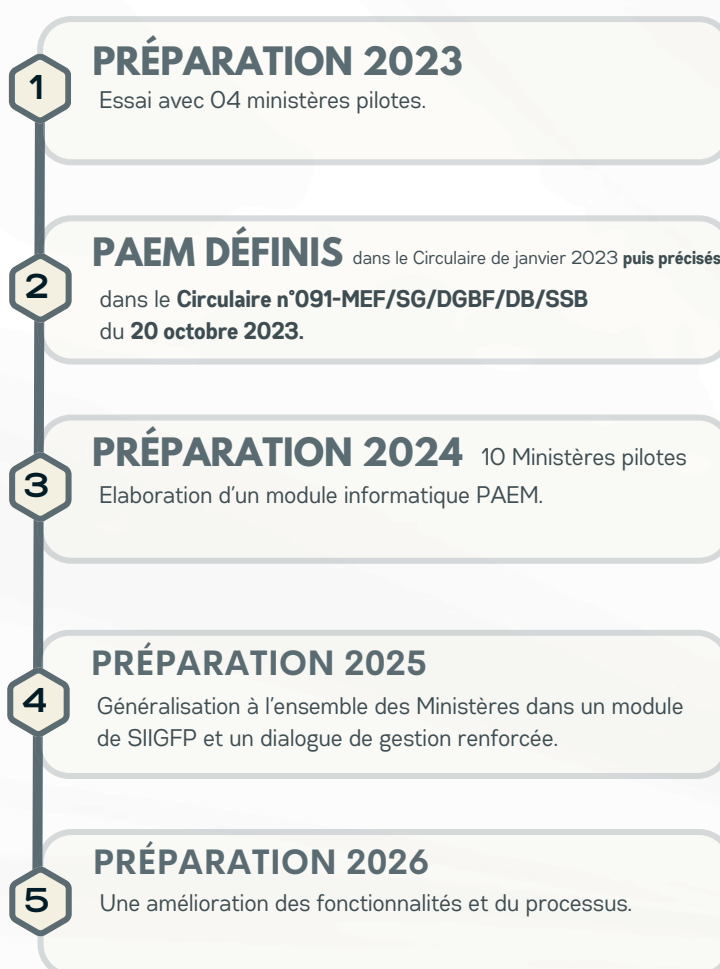 1
PRÉPARATION 2023
Essai avec 04 ministères pilotes.
2
PAEM DÉFINIS dans le Circulaire de janvier 2023 puis précisés
dans le Circulaire n°091-MEF/SG/DGBF/DB/SSB
du 20 octobre 2023.
3
PRÉPARATION 2024 10 Ministères pilotes
Elaboration d'un module informatique PAEM.
4
PRÉPARATION 2025
Généralisation à l'ensemble des Ministères dans un module
de SIIGFP et un dialogue de gestion renforcée.
5
PRÉPARATION 2026
Une amélioration des fonctionnalités et du processus.